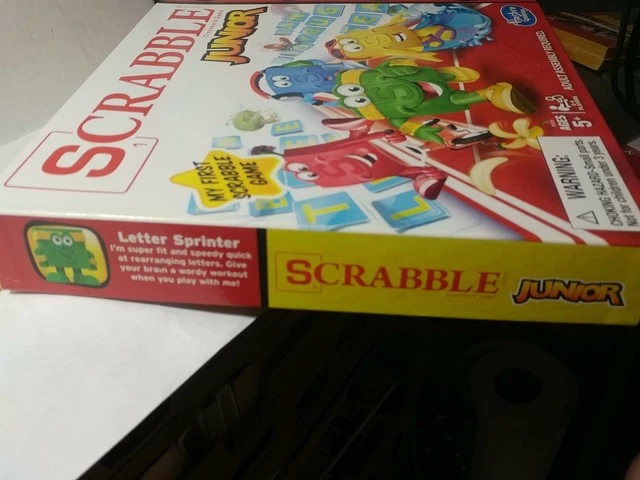 SCRABBLE
1
JUNIOR
Hasbro
ADULT ASSEMBLY REQUIRED.
AGES
5+
MY FIRST
SCRABBLE
GAME
T
L
WARNING:
CHOKING HAZARD-Small parts.
Not for children under 3 years.
Letter Sprinter
I'm super fit and speedy quick
at rearranging letters. Give
your brain a wordy workout
when you play with me!
SCRABBLE
1
JUNIOR